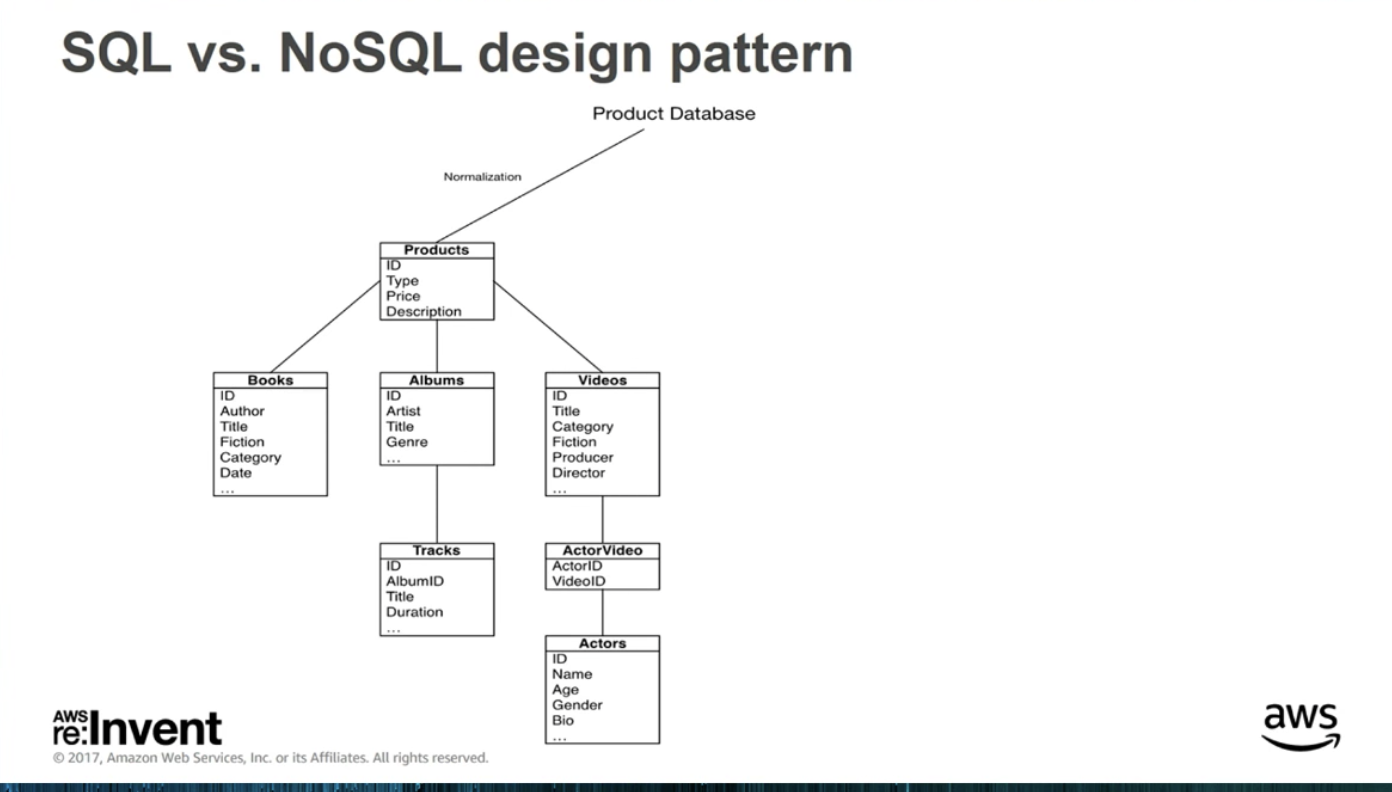 SQL vs. NoSQL design pattern
Product Database
Normalization
Products
ID
Type
Price
Description
Books
ID
Author
Title
Fiction
Category
Date
...
Albums
ID
Artist
Title
Genre
...
Videos
ID
Title
Category
Fiction
Producer
Director
...
Tracks
ID
AlbumID
Title
Duration
...
ActorVideo
ActorID
VideoID
Actors
ID
Name
Age
Gender
Bio
...
AWS
re:Invent
© 2017, Amazon Web Services, Inc. or its Affiliates. All rights reserved.
aws